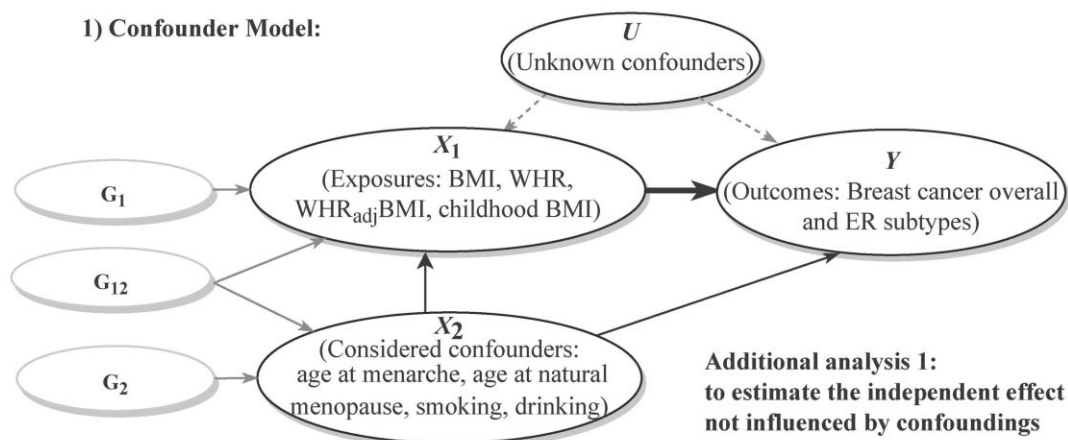 1) Confounder Model:
U
(Unknown confounders)
X1
(Exposures: BMI, WHR,
WHRadjBMI, childhood BMI)
Y
(Outcomes: Breast cancer overall
and ER subtypes)
G1
G12
G2
X2
(Considered confounders:
age at menarche, age at natural
menopause, smoking, drinking)
Additional analysis 1:
to estimate the independent effect
not influenced by confoundings